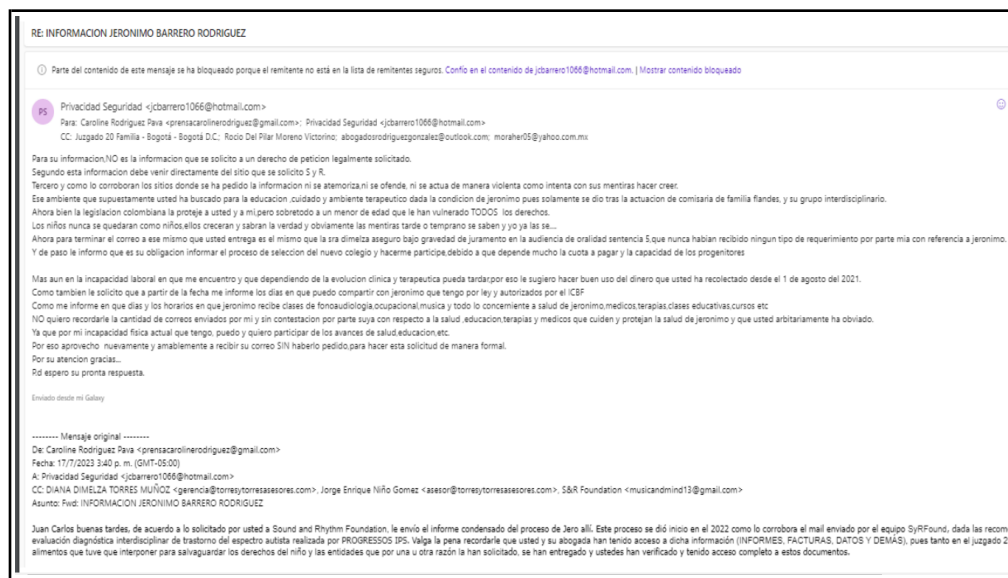 RE: INFORMACION JERONIMO BARRERO RODRIGUEZ
Parte del contenido de este mensaje se ha bloqueado porque el remitente no está en la lista de remitentes seguros. Confío en el contenido de jcbarrero1066@hotmail.com. | Mostrar contenido bloqueado
PS
Privacidad Seguridad <jcbarrero1066@hotmail.com>
Para: Caroline Rodriguez Pava <prensacarolinerodriguez@gmail.com>; Privacidad Seguridad <jcbarrero1066@hotmail.com>
CC: Juzgado 20 Familia - Bogotá - Bogotá D.C.; Rocio Del Pilar Moreno Victorino; abogadosrodriguezgonzalez@outlook.com; moraher05@yahoo.com.mx
Para su informacion,NO es la informacion que se solicito a un derecho de peticion legalmente solicitado.
Segundo esta informacion debe venir directamente del sitio que se solicito S y R.
Tercero y como lo corroboran los sitios donde se ha pedido la informacion ni se atemoriza,ni se ofende, ni se actua de manera violenta como intenta con sus mentiras hacer creer.
Ese ambiente que supuestamente usted ha buscado para la educacion ,cuidado y ambiente terapeutico dada la condicion de jeronimo pues solamente se dio tras la actuacion de comisaria de familia flandes, y su grupo interdisciplinario.
Ahora bien la legislacion colombiana la proteje a usted y a mi,pero sobretodo a un menor de edad que le han vulnerado TODOS los derechos.
Los niños nunca se quedaran como niños,ellos creceran y sabran la verdad y obviamente las mentiras tarde o temprano se saben y yo ya las se....
Ahora para terminar el correo a ese mismo que usted entrega es el mismo que la sra dimelza aseguro bajo gravedad de juramento en la audiencia de oralidad sentencia 5,que nunca habian recibido ningun tipo de requerimiento por parte mia con referencia a jeronimo.
Y de paso le informo que es su obligacion informar el proceso de seleccion del nuevo colegio y hacerme participe,debido a que depende mucho la cuota a pagar y la capacidad de los progenitores
Mas aun en la incapacidad laboral en que me encuentro y que dependiendo de la evolucion clinica y terapeutica pueda tardar,por eso le sugiero hacer buen uso del dinero que usted ha recolectado desde el 1 de agosto del 2021.
Como tambien le solicito que a partir de la fecha me informe los dias en que puedo compartir con jeronimo que tengo por ley y autorizados por el ICBF
Como me informe en que dias y los horarios en que jeronimo recibe clases de fonoaudiologia,ocupacional,musica y todo lo concerniente a salud de jeronimo,medicos,terapias,clases educativas,cursos etc
NO quiero recordarle la cantidad de correos enviados por mi y sin contestacion por parte suya con respecto a la salud ,educacion,terapias y medicos que cuiden y protejan la salud de jeronimo y que usted arbitariamente ha obviado.
Ya que por mi incapacidad fisica actual que tengo, puedo y quiero participar de los avances de salud,educacion,etc.
Por eso aprovecho nuevamente y amablemente a recibir su correo SIN haberlo pedido,para hacer esta solicitud de manera formal.
Por su atencion gracias...
P.d espero su pronta respuesta.
Enviado desde mi Galaxy
-------- Mensaje original --------
De: Caroline Rodriguez Pava <prensacarolinerodriguez@gmail.com>
Fecha: 17/7/2023 3:40 p. m. (GMT-05:00)
A: Privacidad Seguridad <jcbarrero1066@hotmail.com>
CC: DIANA DIMELZA TORRES MUÑOZ <gerencia@torresytorresasesores.com>, Jorge Enrique Niño Gomez <asesor@torresytorresasesores.com>, S&R Foundation <musicandmind13@gmail.com>
Asunto: Fwd: INFORMACION JERONIMO BARRERO RODRIGUEZ
Juan Carlos buenas tardes, de acuerdo a lo solicitado por usted a Sound and Rhythm Foundation, le envío el informe condensado del proceso de Jero allí. Este proceso se dió inicio en el 2022 como lo corrobora el mail enviado por el equipo SyRFound, dada las recom
evaluación diagnóstica interdisciplinar de trastorno del espectro autista realizada por PROGRESSOS IPS. Valga la pena recordarle que usted y su abogada han tenido acceso a dicha información (INFORMES, FACTURAS, DATOS Y DEMÁS), pues tanto en el juzgado 2
alimentos que tuve que interponer para salvaguardar los derechos del niño y las entidades que por una u otra razón la han solicitado, se han entregado y ustedes han verificado y tenido acceso completo a estos documentos.